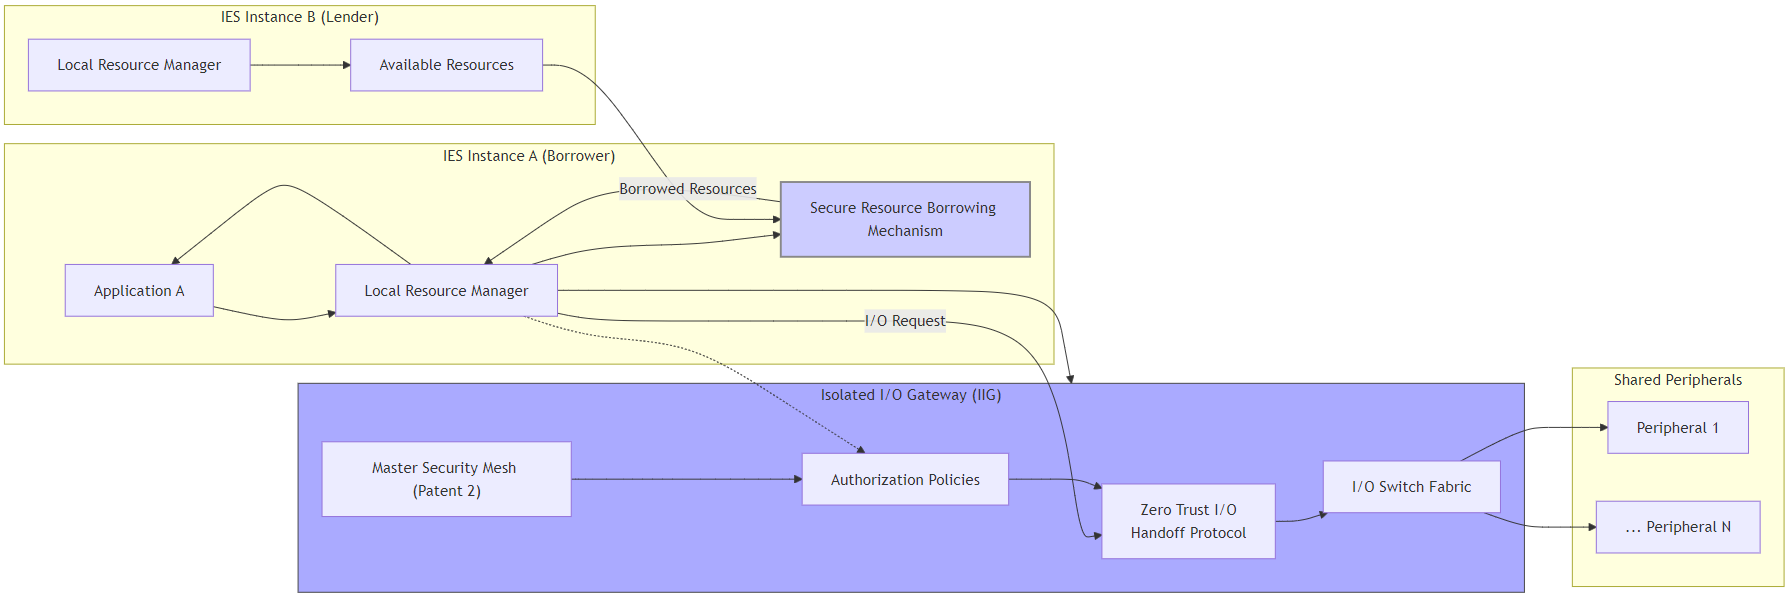 IES Instance B (Lender)
Local Resource Manager
Available Resources
IES Instance A (Borrower)
Borrowed Resources
Secure Resource Borrowing
Mechanism
Application A
Local Resource Manager
I/O Request
Isolated I/O Gateway (IIG)
Master Security Mesh
(Patent 2)
Authorization Policies
Zero Trust I/O
Handoff Protocol
I/O Switch Fabric
Shared Peripherals
Peripheral 1
... Peripheral N